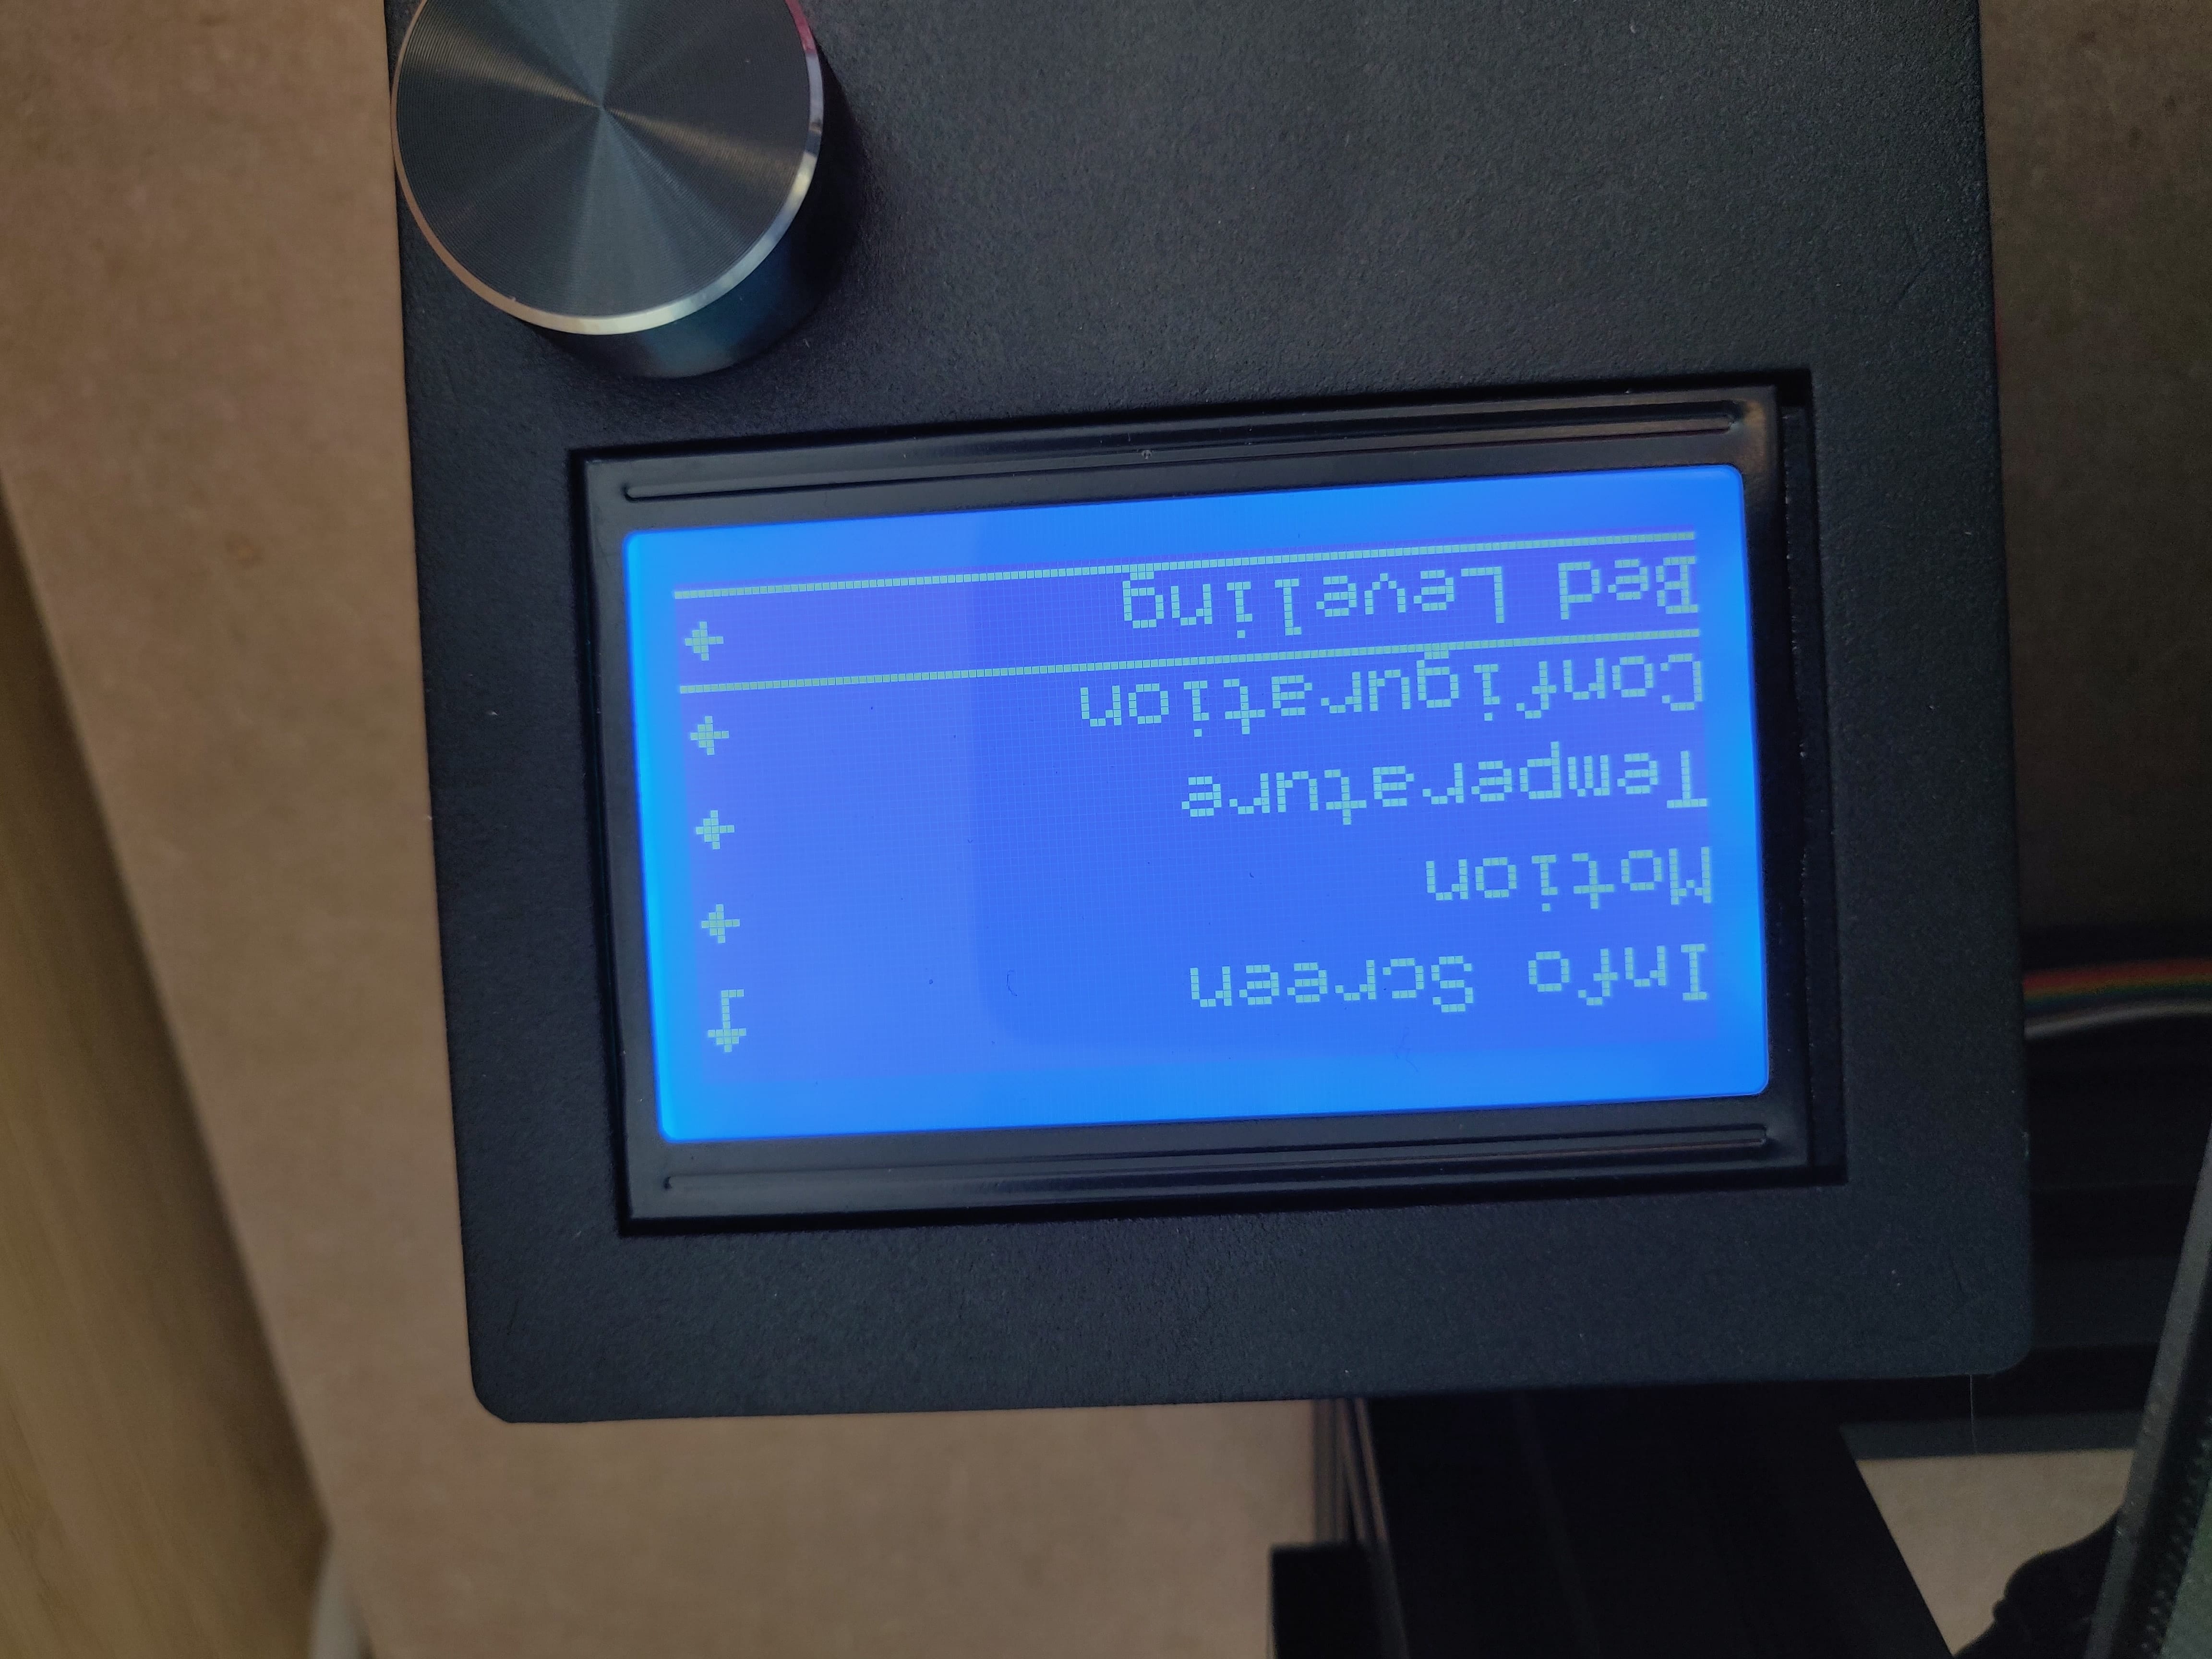 Info Screen
Motion
Temperature
Configuration
Bed Leveling